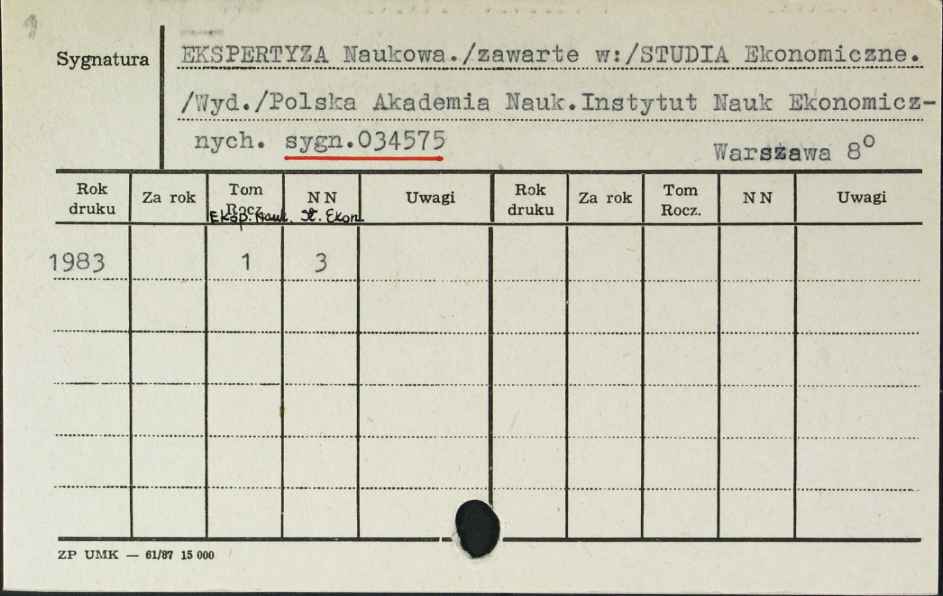 Sygnatura
EKSPERTYZA Naukowa./zawarte w:/STUDIA Ekonomiczne.
/Wyd./Polska Akademia Nauk.Instytut Nauk Ekonomicz-
nych. sygn.034575
Warszawa 8⁰
Rok druku Za rok Tom Rocz. N N Uwagi Rok druku Za rok Tom Rocz. N N Uwagi
Eksp. Nauk. St. Ekon.
1983 1 3
ZP UMK — 61/87 15 000